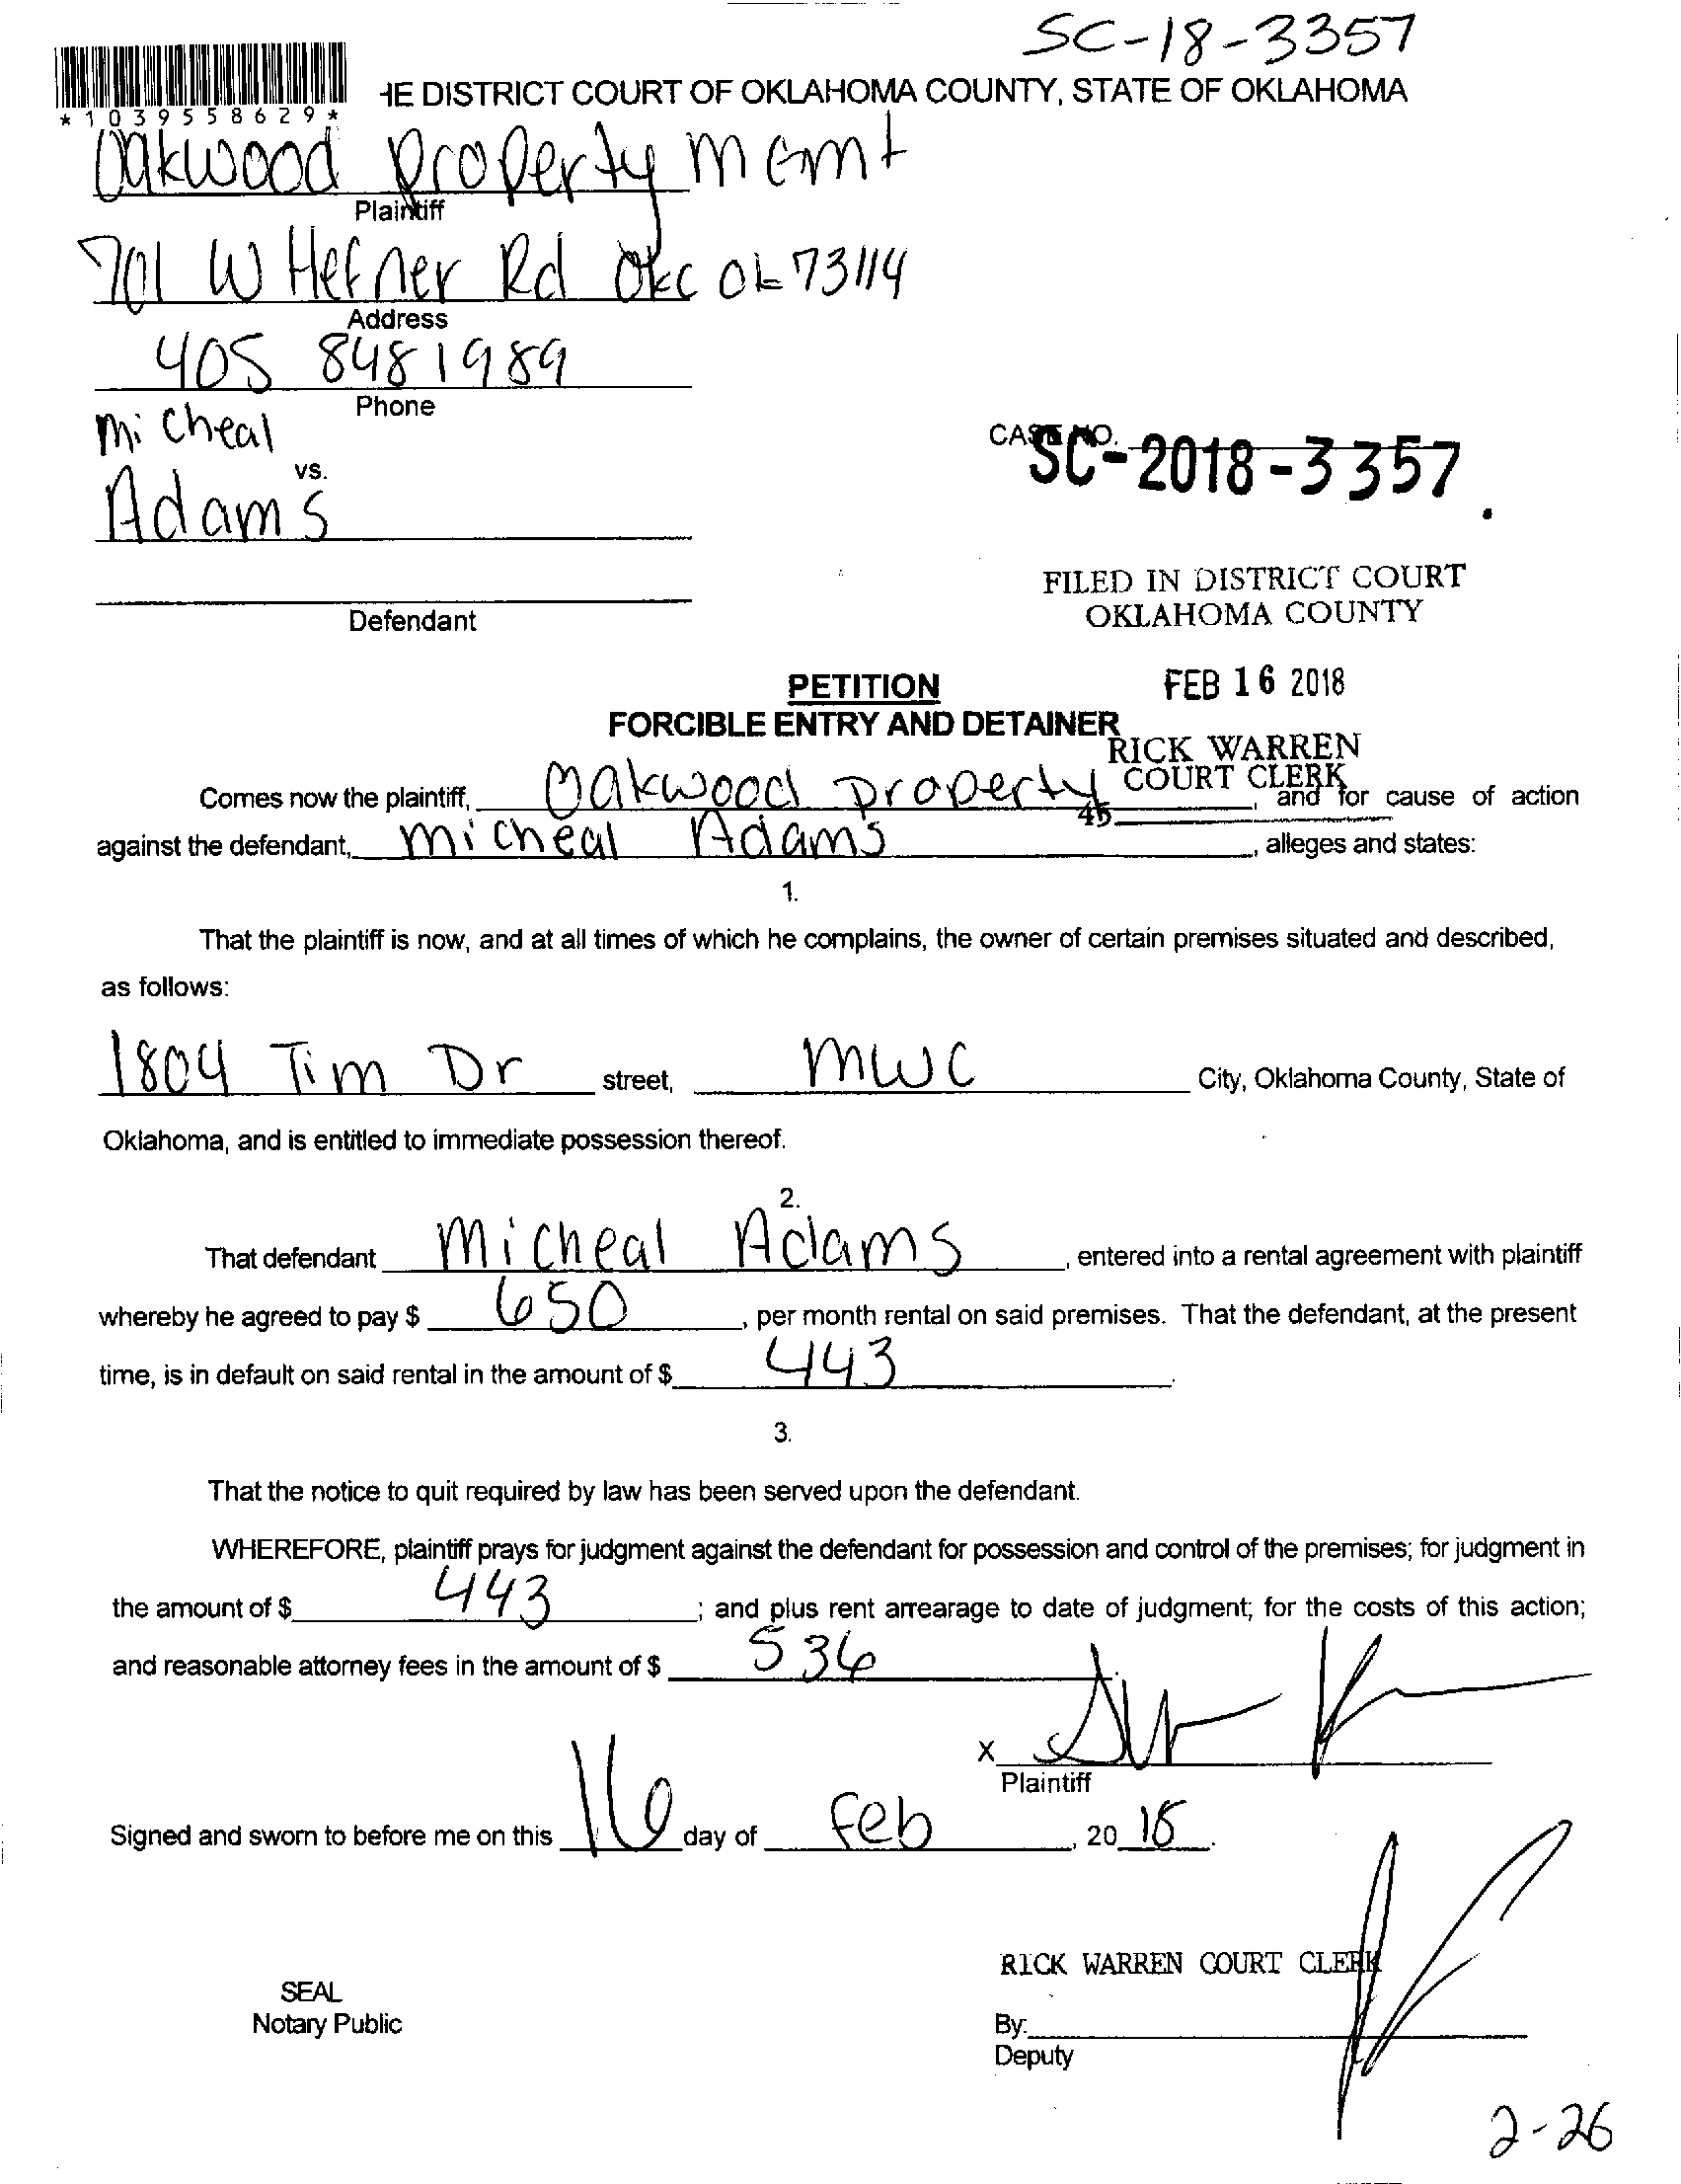 SC-18-3357
HE DISTRICT COURT OF OKLAHOMA COUNTY, STATE OF OKLAHOMA
*1039558629*
Oakwood Property Mgmt
Plaintiff
701 W Hefner Rd OKC OK 73114
Address
405 8481989
Phone
Micheal
CASE NO. SC-2018-3357
vs.
Adams
FILED IN DISTRICT COURT
OKLAHOMA COUNTY
Defendant
FEB 16 2018
PETITION
FORCIBLE ENTRY AND DETAINER
RICK WARREN
COURT CLERK
Comes now the plaintiff, Oakwood Property, and for cause of action
45
against the defendant, Micheal Adams, alleges and states:
1.
That the plaintiff is now, and at all times of which he complains, the owner of certain premises situated and described,
as follows:
1804 Tim Dr street, MWC City, Oklahoma County, State of
Oklahoma, and is entitled to immediate possession thereof.
2.
That defendant Micheal Adams, entered into a rental agreement with plaintiff
whereby he agreed to pay $ 650, per month rental on said premises. That the defendant, at the present
time, is in default on said rental in the amount of $ 443.
3.
That the notice to quit required by law has been served upon the defendant.
WHEREFORE, plaintiff prays for judgment against the defendant for possession and control of the premises; for judgment in
the amount of $ 443; and plus rent arrearage to date of judgment; for the costs of this action;
and reasonable attorney fees in the amount of $ 536.
X
Plaintiff
Signed and sworn to before me on this 16 day of Feb, 20 18.
RICK WARREN COURT CLERK
SEAL
Notary Public
By:
Deputy
2-26